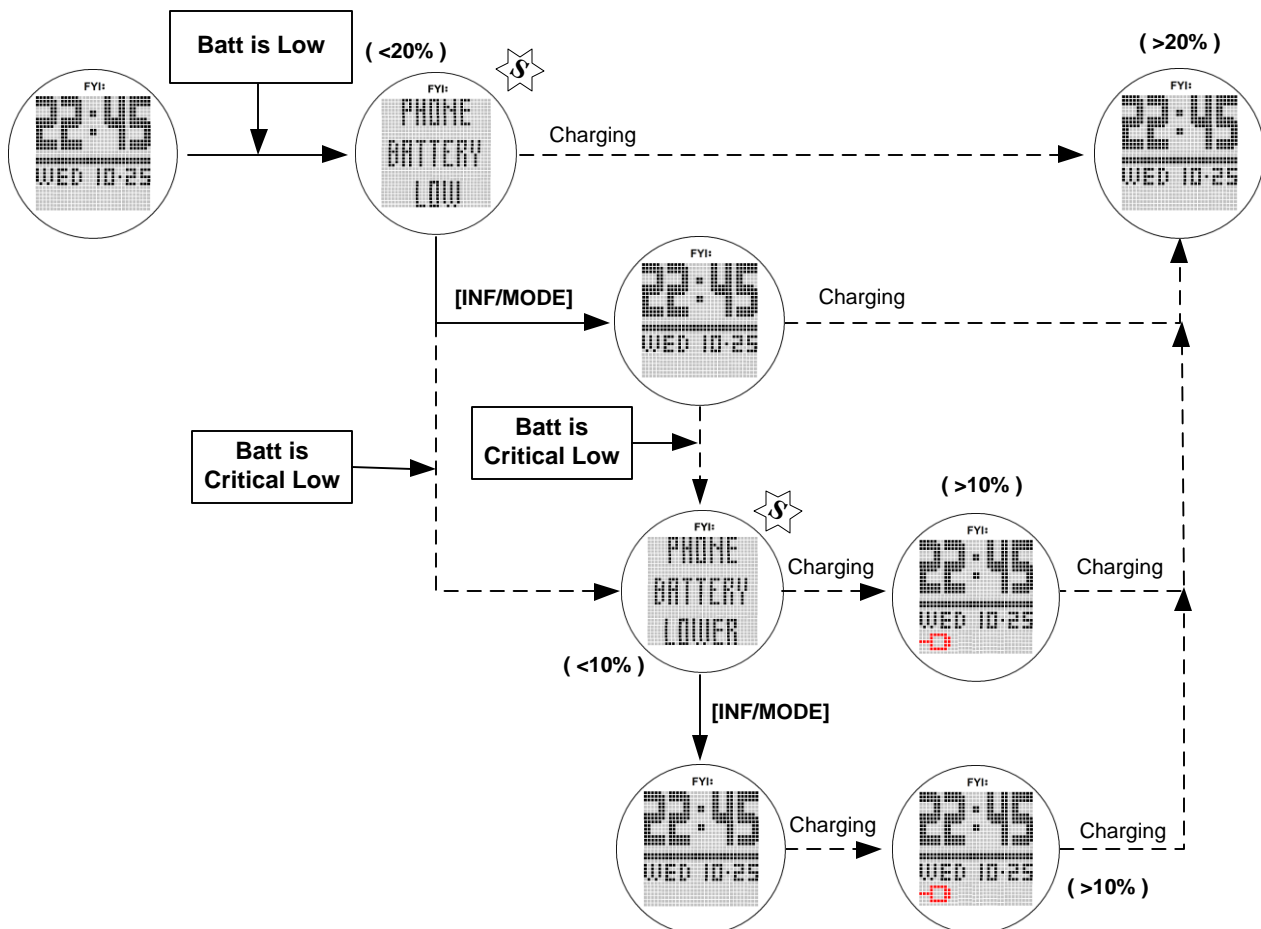 Batt is Low
( <20% )
S
( >20% )
FYI:
22:45
WED 10·25
FYI:
PHONE
BATTERY
LOW
Charging
FYI:
22:45
WED 10·25
[INF/MODE]
FYI:
22:45
WED 10·25
Charging
Batt is
Critical Low
Batt is
Critical Low
S
( >10% )
FYI:
PHONE
BATTERY
LOWER
Charging
FYI:
22:45
WED 10·25
Charging
( <10% )
[INF/MODE]
FYI:
22:45
WED 10·25
Charging
FYI:
22:45
WED 10·25
Charging
( >10% )